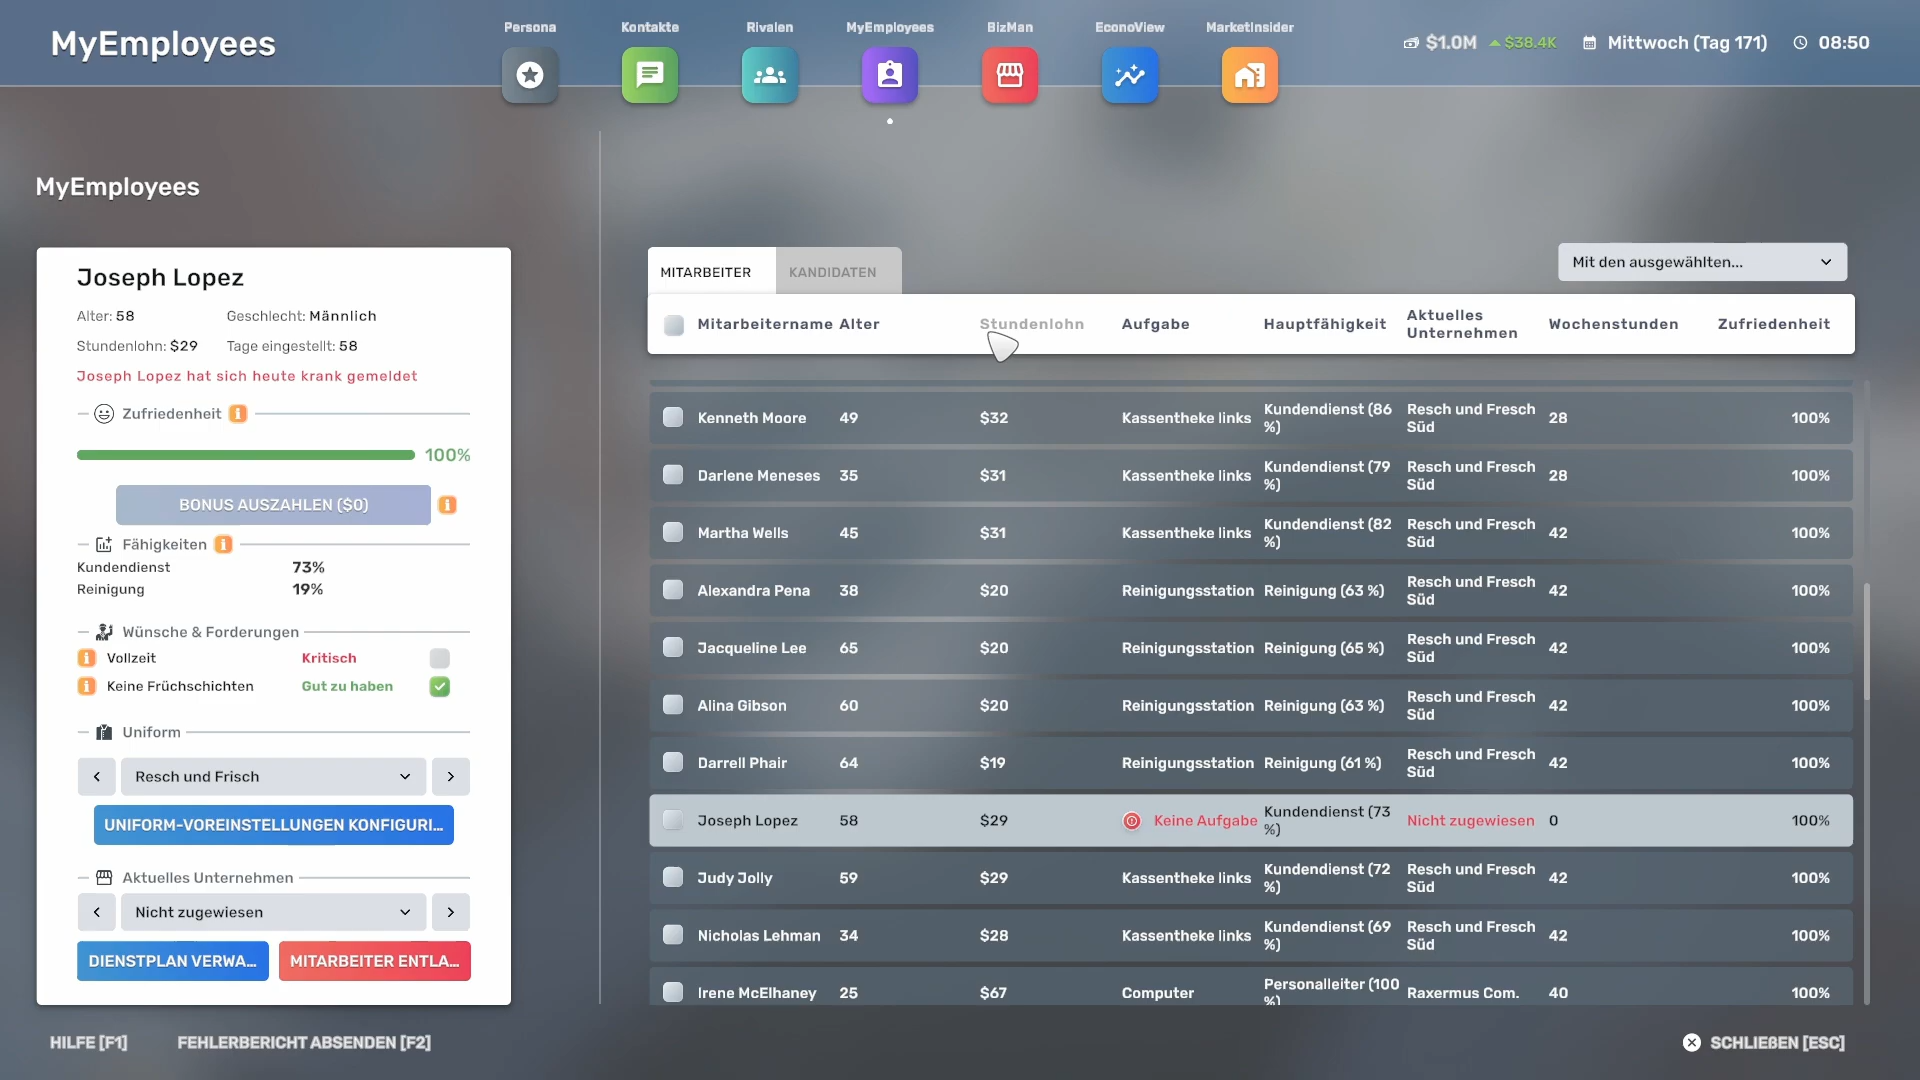 MyEmployees
Persona
Kontakte
Rivalen
MyEmployees
BizMan
EconoView
MarketInsider
$1.0M
$38.4K
Mittwoch (Tag 171)
08:50
MyEmployees
Joseph Lopez
Alter: 58
Geschlecht: Männlich
Stundenlohn: $29
Tage eingestellt: 58
Joseph Lopez hat sich heute krank gemeldet
Zufriedenheit
100%
BONUS AUSZAHLEN ($0)
Fähigkeiten
Kundendienst 73%
Reinigung 19%
Wünsche & Forderungen
Vollzeit Kritisch
Keine Früchschichten Gut zu haben
Uniform
Resch und Frisch
UNIFORM-VOREINSTELLUNGEN KONFIGURI...
Aktuelles Unternehmen
Nicht zugewiesen
DIENSTPLAN VERWA...
MITARBEITER ENTLA...
MITARBEITER
KANDIDATEN
Mit den ausgewählten...
Mitarbeitername Alter Stundenlohn Aufgabe Hauptfähigkeit Aktuelles
Unternehmen Wochenstunden Zufriedenheit
Kenneth Moore 49 $32 Kassentheke links Kundendienst (86
%) Resch und Fresch
Süd 28 100%
Darlene Meneses 35 $31 Kassentheke links Kundendienst (79
%) Resch und Fresch
Süd 28 100%
Martha Wells 45 $31 Kassentheke links Kundendienst (82
%) Resch und Fresch
Süd 42 100%
Alexandra Pena 38 $20 Reinigungsstation Reinigung (63 %) Resch und Fresch
Süd 42 100%
Jacqueline Lee 65 $20 Reinigungsstation Reinigung (65 %) Resch und Fresch
Süd 42 100%
Alina Gibson 60 $20 Reinigungsstation Reinigung (63 %) Resch und Fresch
Süd 42 100%
Darrell Phair 64 $19 Reinigungsstation Reinigung (61 %) Resch und Fresch
Süd 42 100%
Joseph Lopez 58 $29 Keine Aufgabe Kundendienst (73
%) Nicht zugewiesen 0 100%
Judy Jolly 59 $29 Kassentheke links Kundendienst (72
%) Resch und Fresch
Süd 42 100%
Nicholas Lehman 34 $28 Kassentheke links Kundendienst (69
%) Resch und Fresch
Süd 42 100%
Irene McElhaney 25 $67 Computer Personalleiter (100
%) Raxermus Com. 40 100%
HILFE [F1]
FEHLERBERICHT ABSENDEN [F2]
SCHLIEẞEN [ESC]